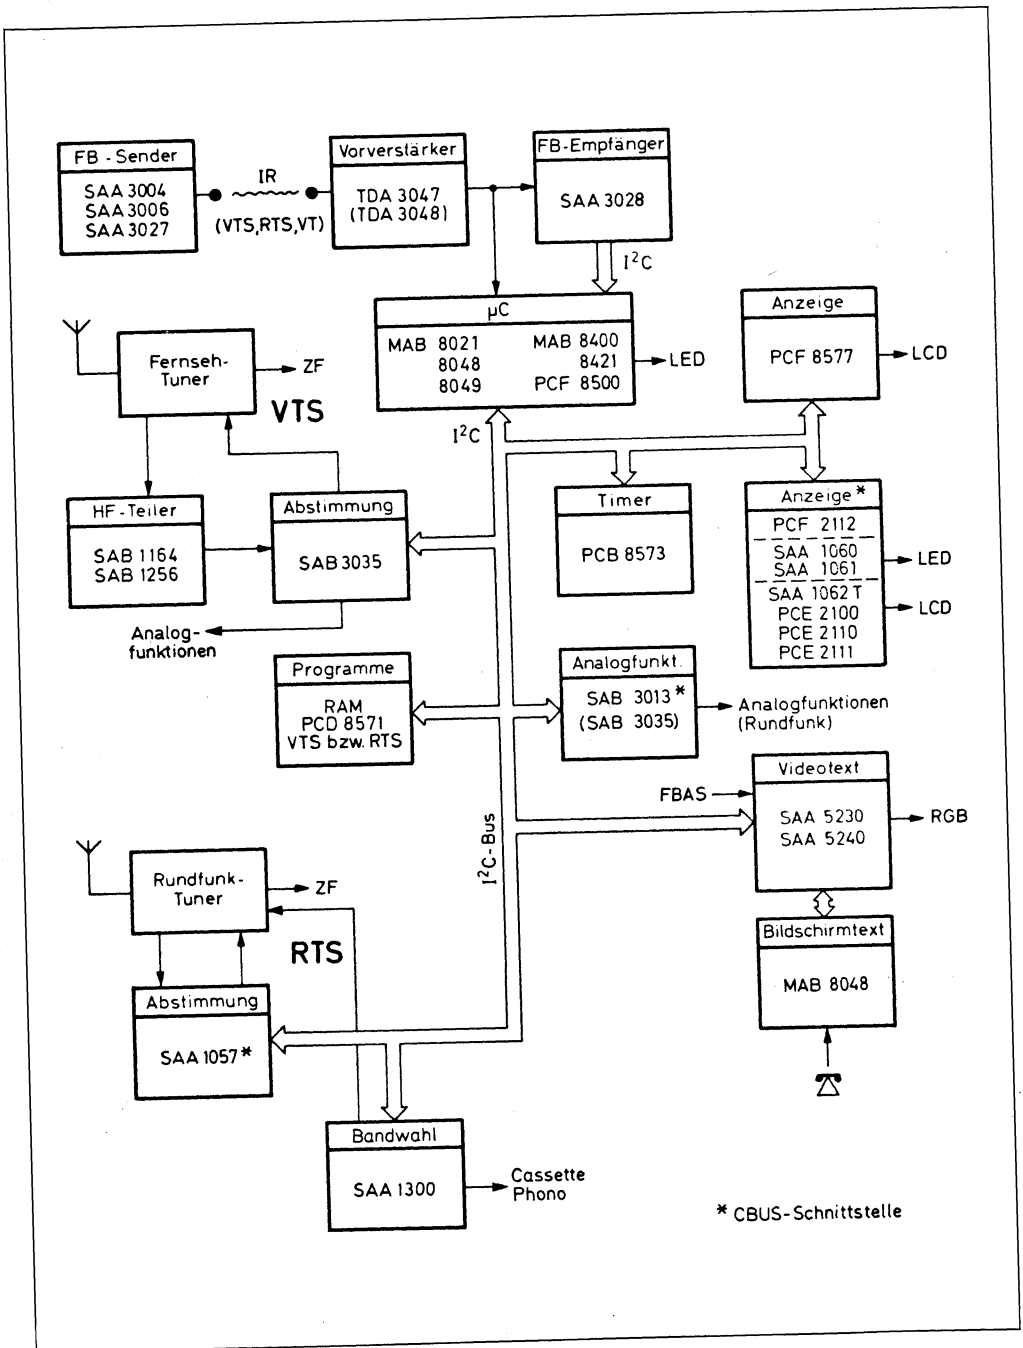 FB - Sender
SAA 3004
SAA 3006
SAA 3027
IR
(VTS,RTS,VT)
Vorverstärker
TDA 3047
(TDA 3048)
FB-Empfänger
SAA 3028
I²C
µC
MAB 8021 MAB 8400
8048 8421
8049 PCF 8500
LED
Anzeige
PCF 8577
LCD
Fernseh-
Tuner
ZF
VTS
I²C
HF-Teiler
SAB 1164
SAB 1256
Abstimmung
SAB 3035
Analog-
funktionen
Timer
PCB 8573
Anzeige*
PCF 2112
SAA 1060
SAA 1061
LED
SAA 1062 T
PCE 2100
PCE 2110
PCE 2111
LCD
Programme
RAM
PCD 8571
VTS bzw. RTS
Analogfunkt.
SAB 3013*
(SAB 3035)
Analogfunktionen
(Rundfunk)
Videotext
FBAS
SAA 5230
SAA 5240
RGB
I²C-Bus
Rundfunk-
Tuner
ZF
RTS
Bildschirmtext
MAB 8048
Abstimmung
SAA 1057*
Bandwahl
SAA 1300
Cassette
Phono
* CBUS-Schnittstelle